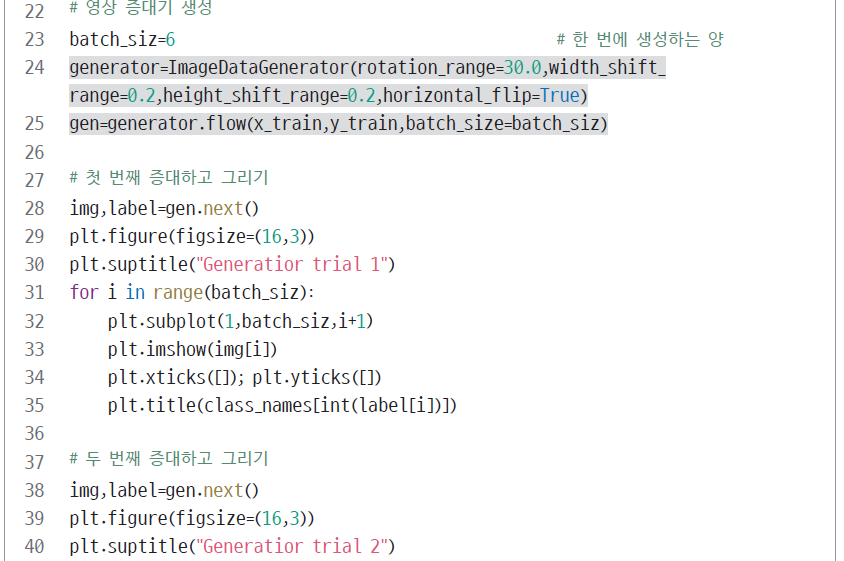 22 # 영상 증대기 생성
23 batch_siz=6 # 한 번에 생성하는 양
24 generator=ImageDataGenerator(rotation_range=30.0,width_shift_
range=0.2,height_shift_range=0.2,horizontal_flip=True)
25 gen=generator.flow(x_train,y_train,batch_size=batch_siz)
26
27 # 첫 번째 증대하고 그리기
28 img,label=gen.next()
29 plt.figure(figsize=(16,3))
30 plt.suptitle("Generatior trial 1")
31 for i in range(batch_siz):
32 plt.subplot(1,batch_siz,i+1)
33 plt.imshow(img[i])
34 plt.xticks([]); plt.yticks([])
35 plt.title(class_names[int(label[i])])
36
37 # 두 번째 증대하고 그리기
38 img,label=gen.next()
39 plt.figure(figsize=(16,3))
40 plt.suptitle("Generatior trial 2")